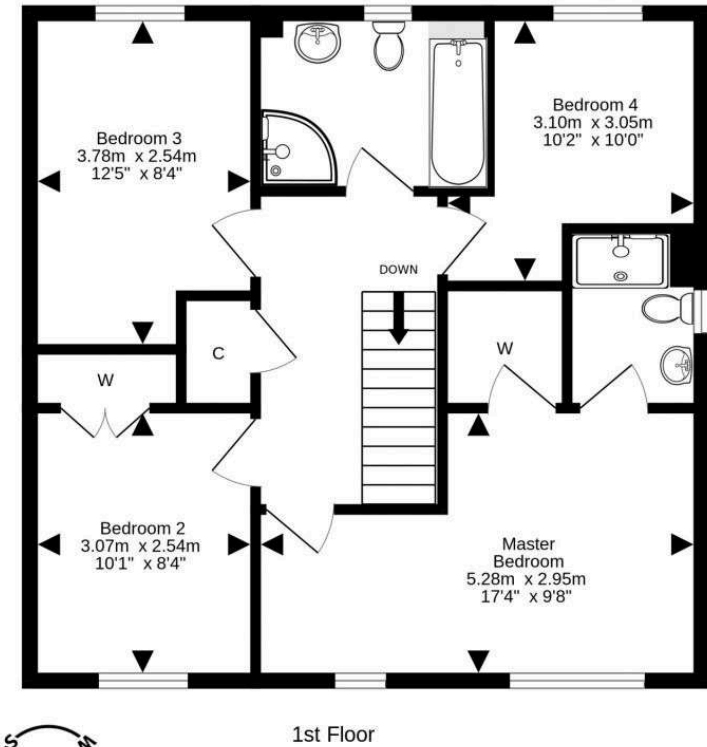 Bedroom 3
3.78m x 2.54m
12'5" x 8'4"
Bedroom 4
3.10m x 3.05m
10'2" x 10'0"
DOWN
C
W
W
Bedroom 2
3.07m x 2.54m
10'1" x 8'4"
Master
Bedroom
5.28m x 2.95m
17'4" x 9'8"
1st Floor
S